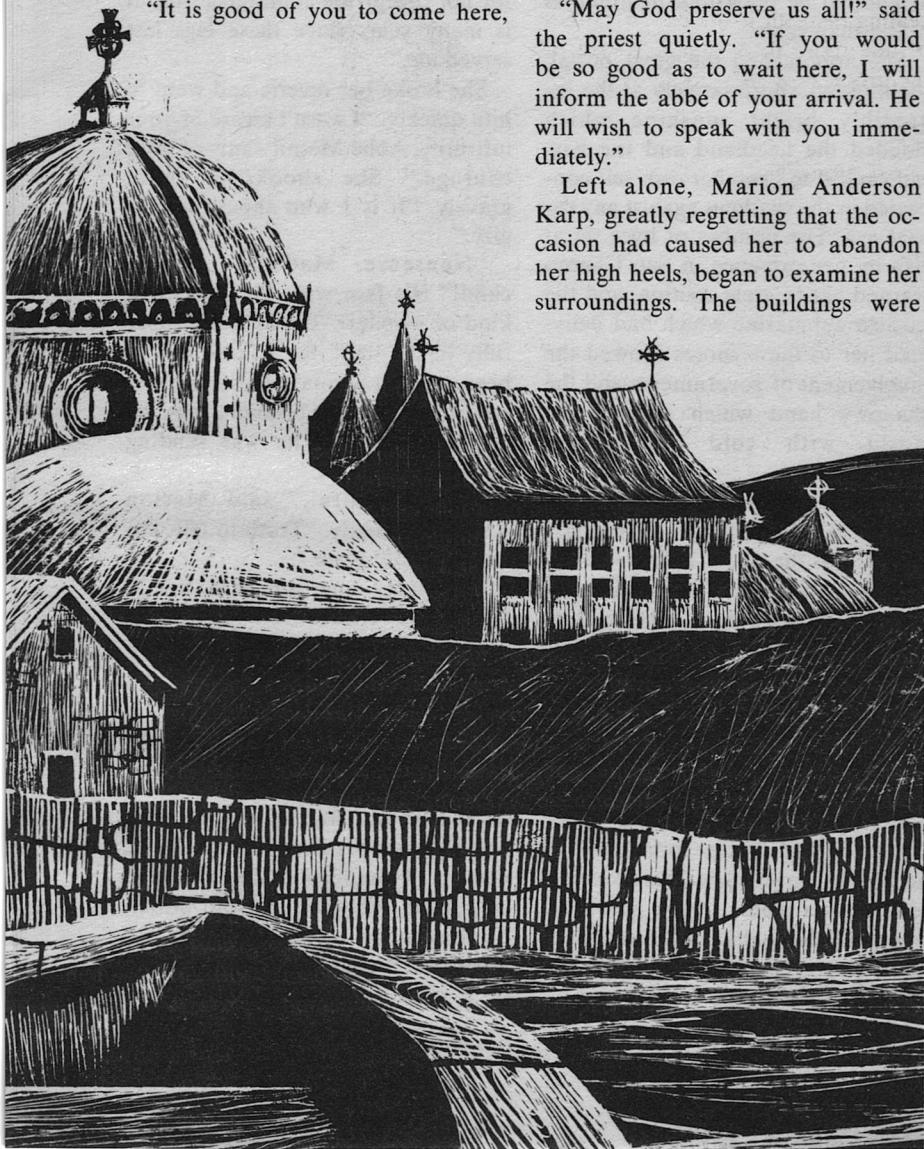 “It is good of you to come here,
“May God preserve us all!” said
the priest quietly. “If you would
be so good as to wait here, I will
inform the abbé of your arrival. He
will wish to speak with you imme-
diately.”
Left alone, Marion Anderson
Karp, greatly regretting that the oc-
casion had caused her to abandon
her high heels, began to examine her
surroundings. The buildings were